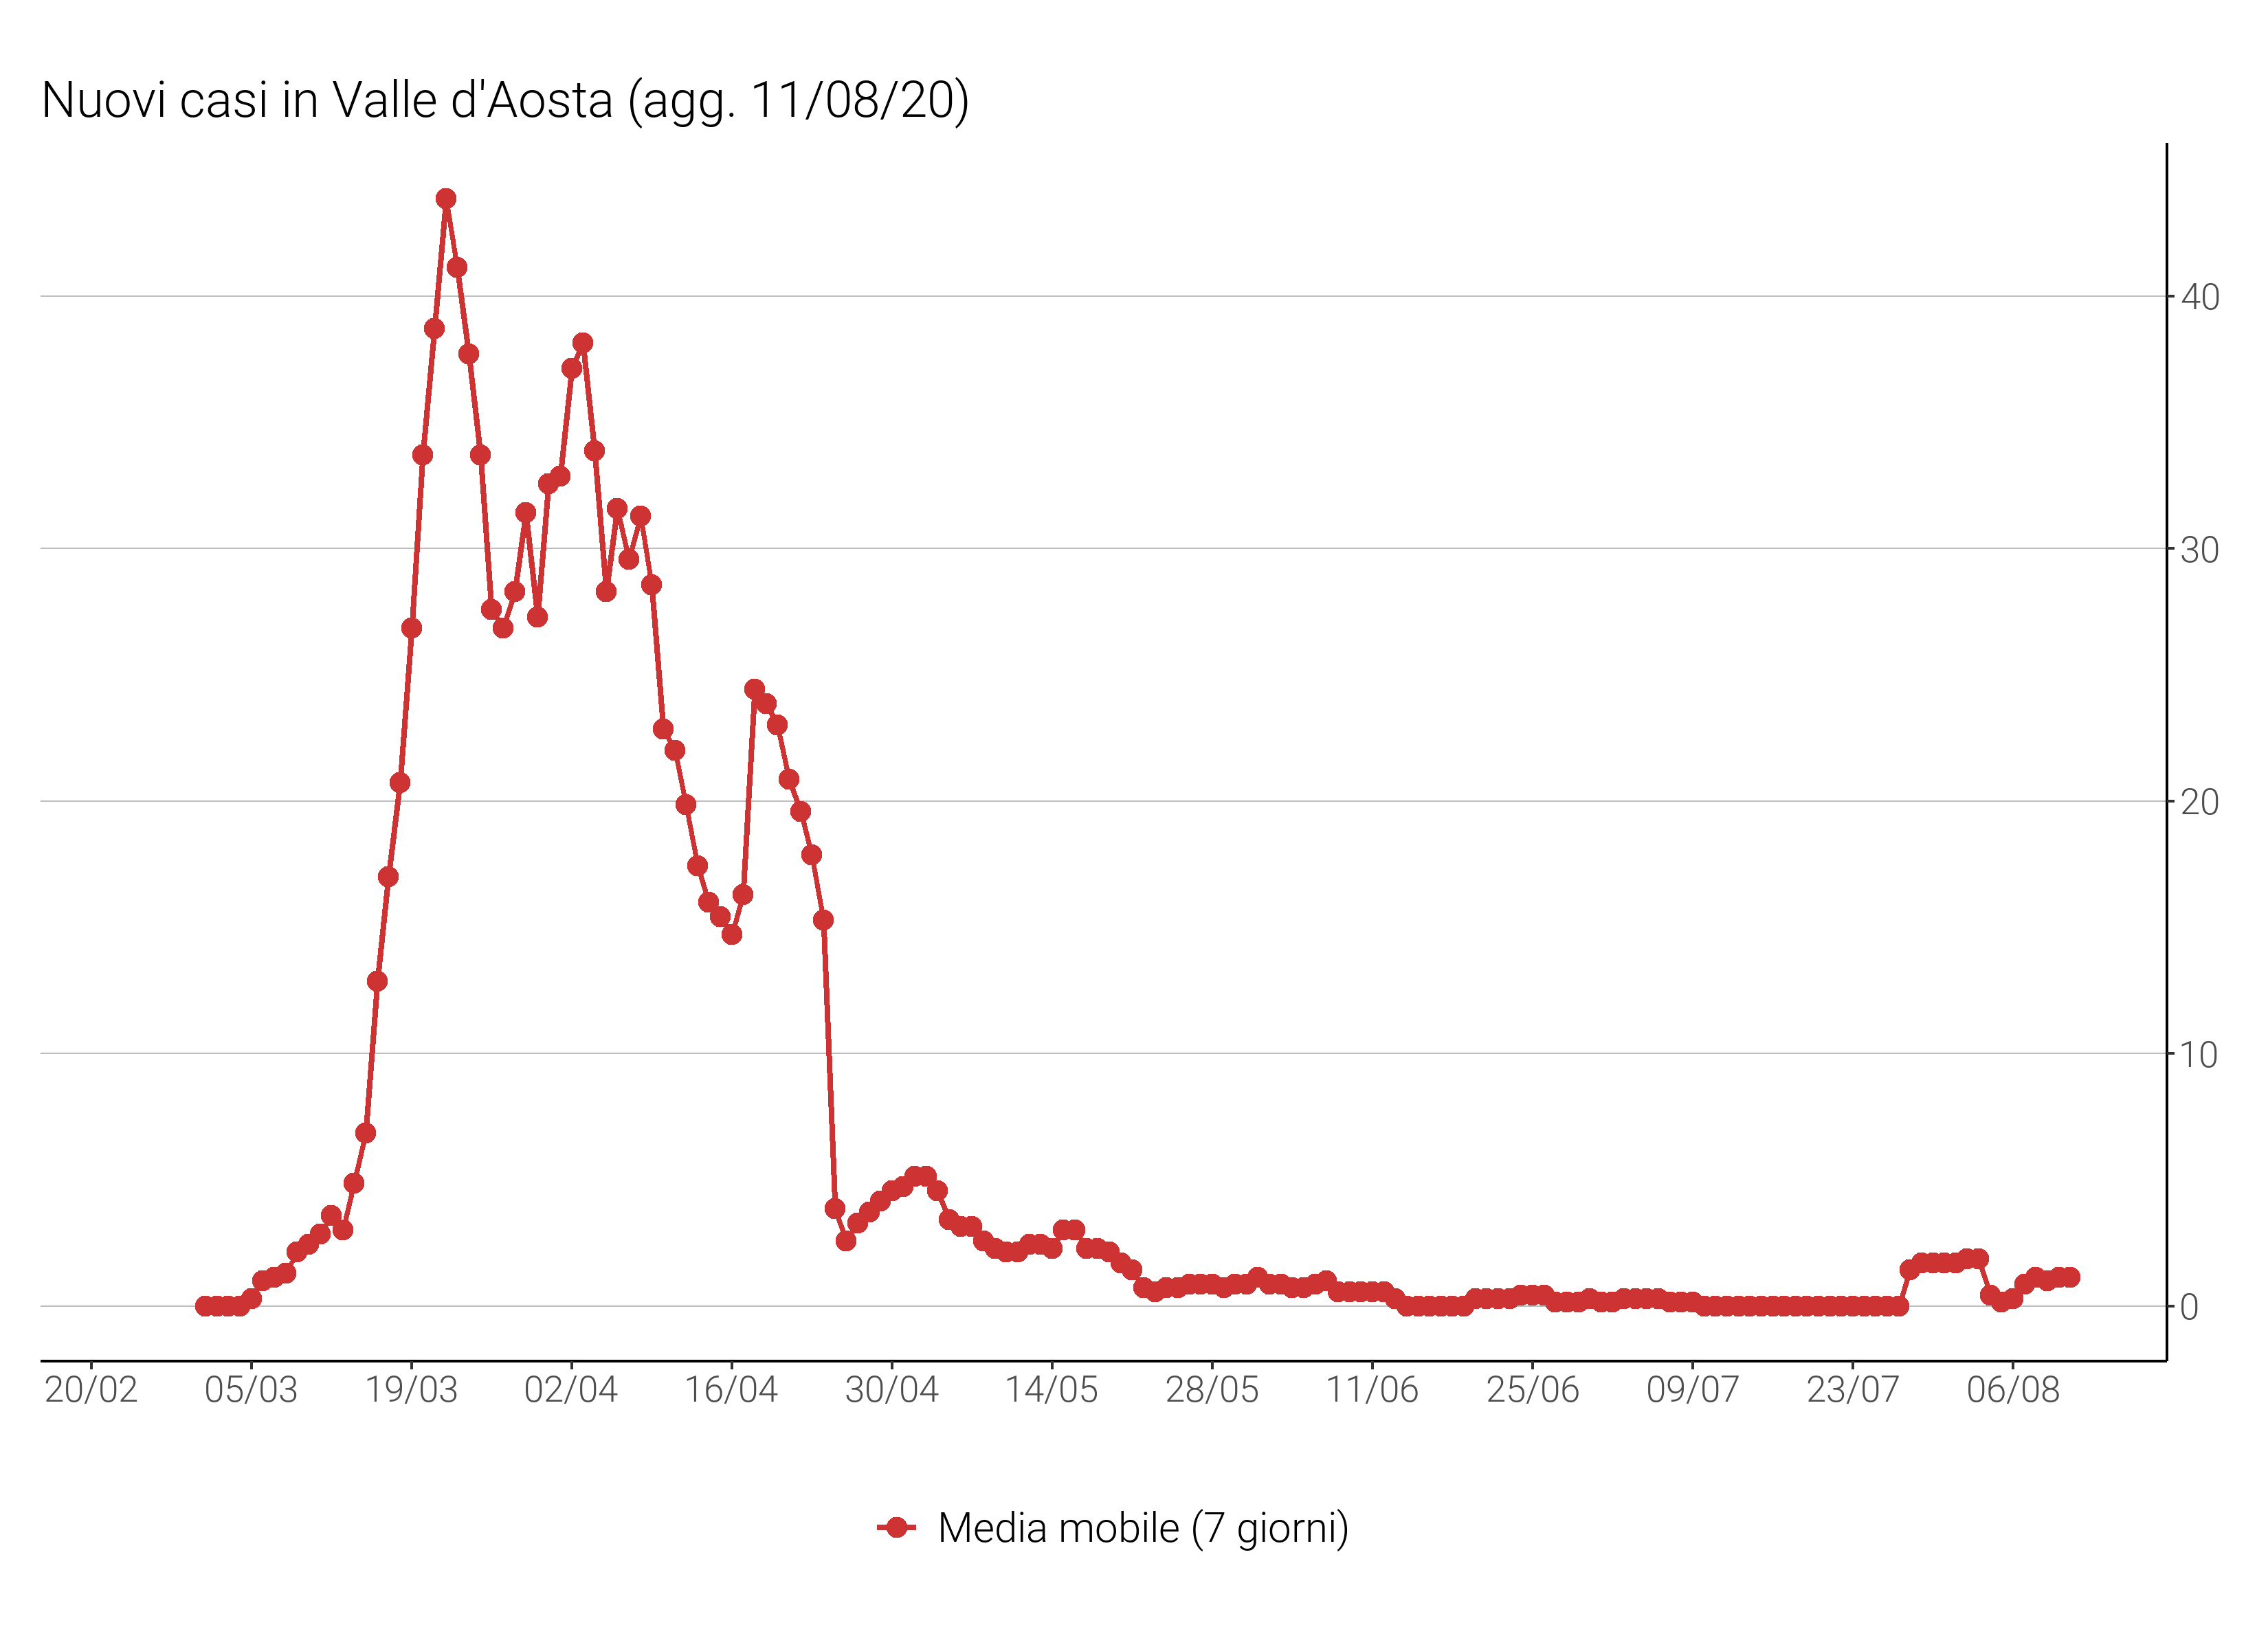 Nuovi casi in Valle d'Aosta (agg. 11/08/20)
40
30
20
10
0
20/02 05/03 19/03 02/04 16/04 30/04 14/05 28/05 11/06 25/06 09/07 23/07 06/08
Media mobile (7 giorni)